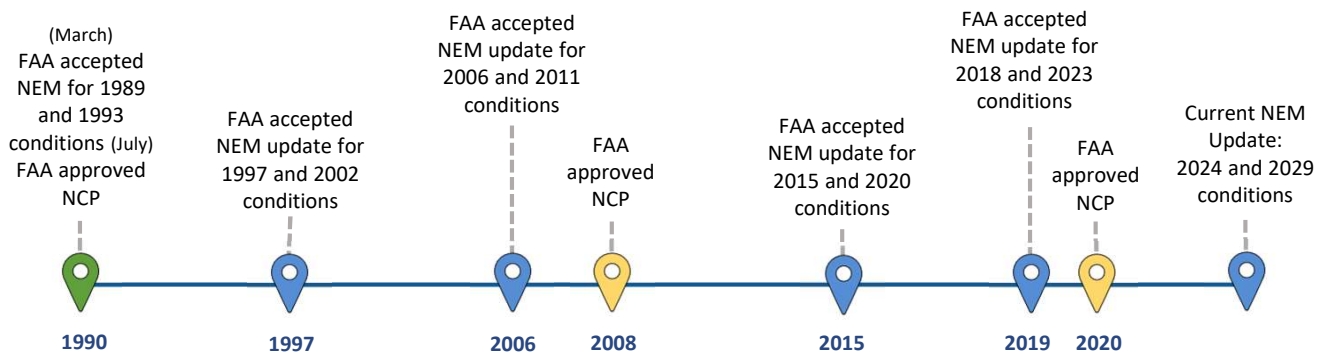 (March)
FAA accepted
NEM for 1989
and 1993
conditions (July)
FAA approved
NCP
FAA accepted
NEM update for
1997 and 2002
conditions
FAA accepted
NEM update for
2006 and 2011
conditions
FAA
approved
NCP
FAA accepted
NEM update for
2015 and 2020
conditions
FAA accepted
NEM update for
2018 and 2023
conditions
FAA
approved
NCP
Current NEM
Update:
2024 and 2029
conditions
1990
1997
2006
2008
2015
2019
2020